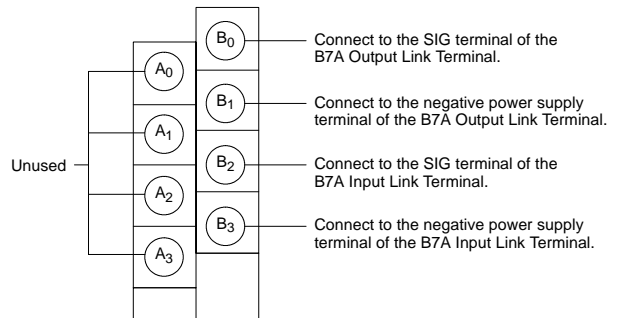 B0
Connect to the SIG terminal of the
B7A Output Link Terminal.
A0
B1
Connect to the negative power supply
terminal of the B7A Output Link Terminal.
A1
Unused
B2
Connect to the SIG terminal of the
B7A Input Link Terminal.
A2
B3
Connect to the negative power supply
terminal of the B7A Input Link Terminal.
A3